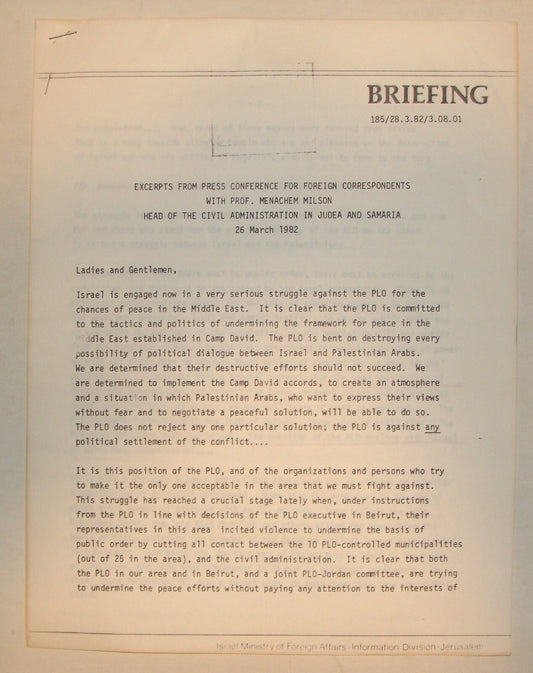 BRIEFING
185/28.3.82/3.08.01
EXCERPTS FROM PRESS CONFERENCE FOR FOREIGN CORRESPONDENTS
WITH PROF. MENACHEM MILSON
HEAD OF THE CIVIL ADMINISTRATION IN JUDEA AND SAMARIA
26 March 1982
Ladies and Gentlemen,
Israel is engaged now in a very serious struggle against the PLO for the
chances of peace in the Middle East. It is clear that the PLO is committed
to the tactics and politics of undermining the framework for peace in the
Middle East established in Camp David. The PLO is bent on destroying every
possibility of political dialogue between Israel and Palestinian Arabs.
We are determined that their destructive efforts should not succeed. We
are determined to implement the Camp David accords, to create an atmosphere
and a situation in which Palestinian Arabs, who want to express their views
without fear and to negotiate a peaceful solution, will be able to do so.
The PLO does not reject any one particular solution; the PLO is against any
political settlement of the conflict....
It is this position of the PLO, and of the organizations and persons who try
to make it the only one acceptable in the area that we must fight against.
This struggle has reached a crucial stage lately when, under instructions
from the PLO in line with decisions of the PLO executive in Beirut, their
representatives in this area incited violence to undermine the basis of
public order by cutting all contact between the 10 PLO-controlled municipalities
(out of 25 in the area), and the civil administration. It is clear that both
the PLO in our area and in Beirut, and a joint PLO-Jordan committee, are trying
to undermine the peace efforts without paying any attention to the interests of
Israel Ministry of Foreign Affairs · Information Division · Jerusalem